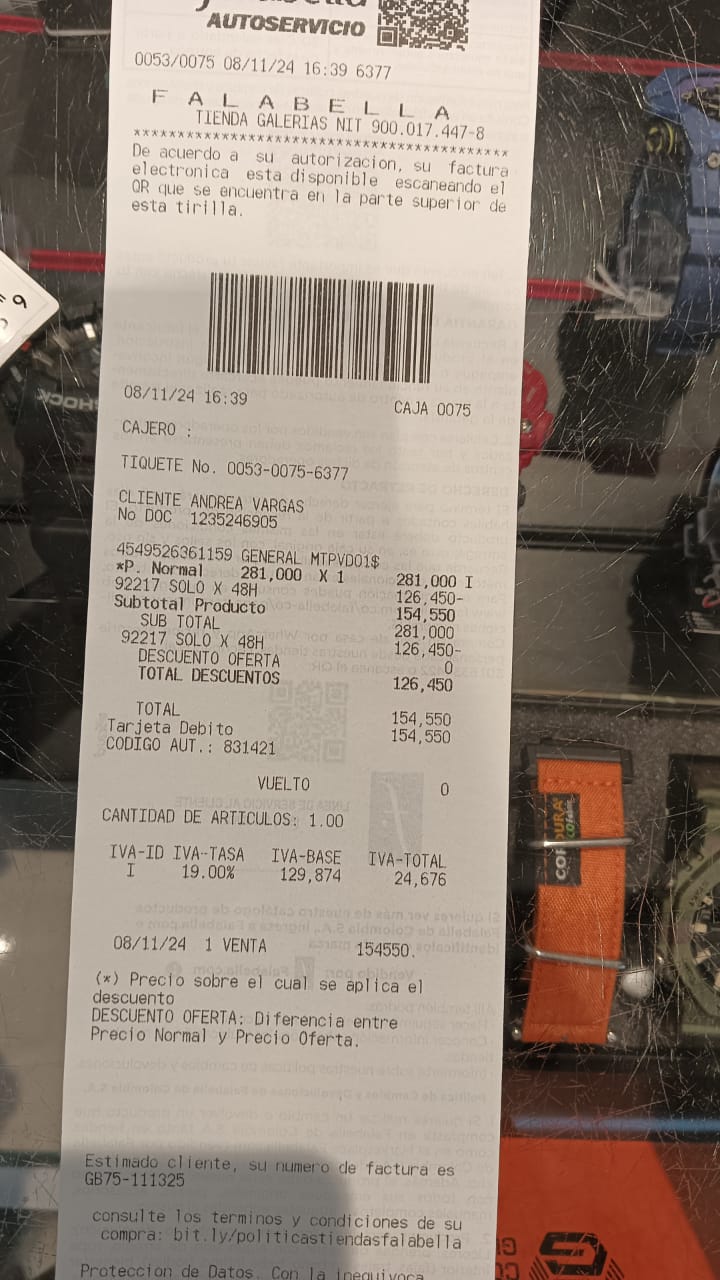 AUTOSERVICIO
0053/0075 08/11/24 16:39 6377
F A L A B E L L A
TIENDA GALERIAS NIT 900.017.447-8
******************************************
De acuerdo a su autorizacion, su factura
electronica esta disponible escaneando el
QR que se encuentra en la parte superior de
esta tirilla.
08/11/24 16:39 CAJA 0075
CAJERO :
TIQUETE No. 0053-0075-6377
CLIENTE ANDREA VARGAS
No DOC 1235246905
4549526361159 GENERAL MTPVD01$
*P. Normal 281,000 X 1 281,000 I
92217 SOLO X 48H 126,450-
Subtotal Producto 154,550
SUB TOTAL 281,000
92217 SOLO X 48H 126,450-
DESCUENTO OFERTA 0
TOTAL DESCUENTOS 126,450
TOTAL 154,550
Tarjeta Debito 154,550
CODIGO AUT.: 831421
VUELTO 0
CANTIDAD DE ARTICULOS: 1.00
IVA-ID IVA-TASA IVA-BASE IVA-TOTAL
I 19.00% 129,874 24,676
08/11/24 1 VENTA 154550.
(*) Precio sobre el cual se aplica el
descuento
DESCUENTO OFERTA: Diferencia entre
Precio Normal y Precio Oferta.
Estimado cliente, su numero de factura es
GB75-111325
consulte los terminos y condiciones de su
compra: bit.ly/politicastiendasfalabella
Proteccion de Datos. Con la inequivoca
CORDURA